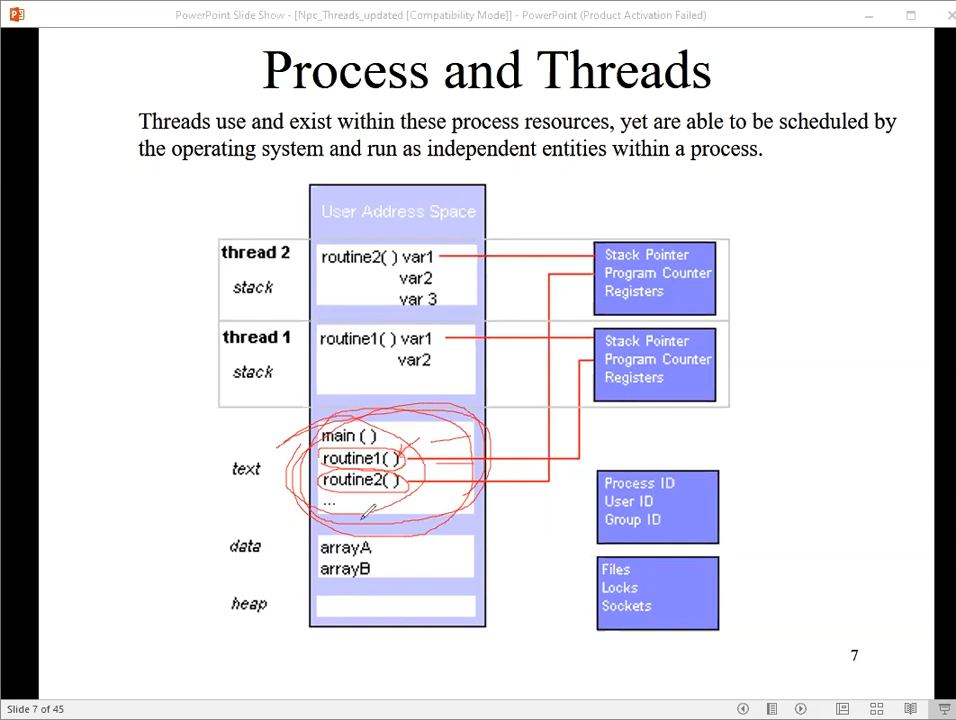 PowerPoint Slide Show - [Npc_Threads_updated [Compatibility Mode]] - PowerPoint (Product Activation Failed)
Process and Threads
Threads use and exist within these process resources, yet are able to be scheduled by
the operating system and run as independent entities within a process.
User Address Space
thread 2
stack
routine2( ) var1
var2
var 3
Stack Pointer
Program Counter
Registers
thread 1
stack
routine1( ) var1
var2
Stack Pointer
Program Counter
Registers
text
main ( )
routine1( )
routine2( )
...
Process ID
User ID
Group ID
data
arrayA
arrayB
Files
Locks
Sockets
heap
7
Slide 7 of 45